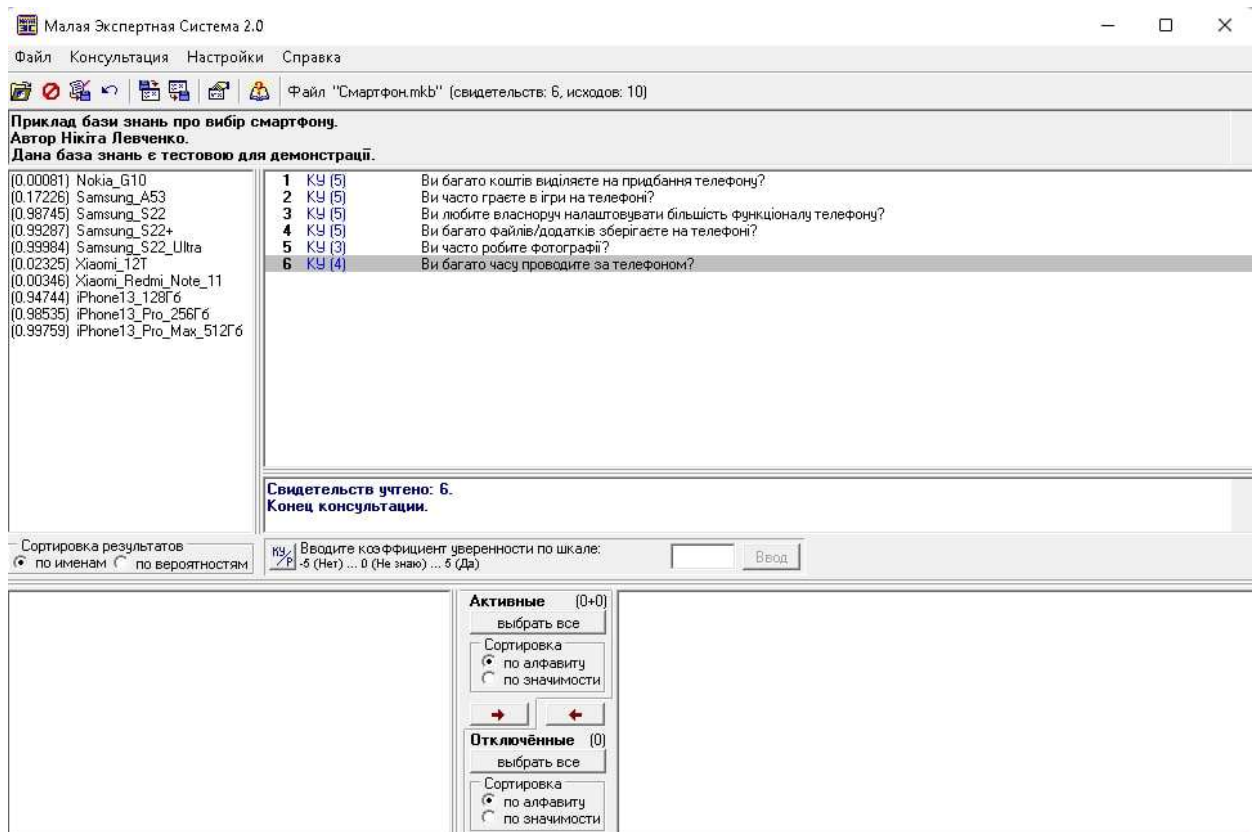 Малая Экспертная Система 2.0
Файл Консультация Настройки Справка
Файл "Смартфон.mkb" (свидетельств: 6, исходов: 10)
Приклад бази знань про вибір смартфону.
Автор Нікіта Левченко.
Дана база знань є тестовою для демонстрації.
(0.00081) Nokia_G10
(0.17226) Samsung_A53
(0.98745) Samsung_S22
(0.99287) Samsung_S22+
(0.99984) Samsung_S22_Ultra
(0.02325) Xiaomi_12T
(0.00346) Xiaomi_Redmi_Note_11
(0.94744) iPhone13_128Гб
(0.98535) iPhone13_Pro_256Гб
(0.99759) iPhone13_Pro_Max_512Гб
1 КУ (5) Ви багато коштів виділяєте на придбання телефону?
2 КУ (5) Ви часто граєте в ігри на телефоні?
3 КУ (5) Ви любите власноруч налаштовувати більшість функціоналу телефону?
4 КУ (5) Ви багато файлів/додатків зберігаєте на телефоні?
5 КУ (3) Ви часто робите фотографії?
6 КУ (4) Ви багато часу проводите за телефоном?
Свидетельств учтено: 6.
Конец консультации.
Сортировка результатов
по именам по вероятностям
КУ/Р
Вводите коэффициент уверенности по шкале:
-5 (Нет) ... 0 (Не знаю) ... 5 (Да)
Ввод
Активные (0+0)
выбрать все
Сортировка
по алфавиту
по значимости
Отключённые (0)
выбрать все
Сортировка
по алфавиту
по значимости